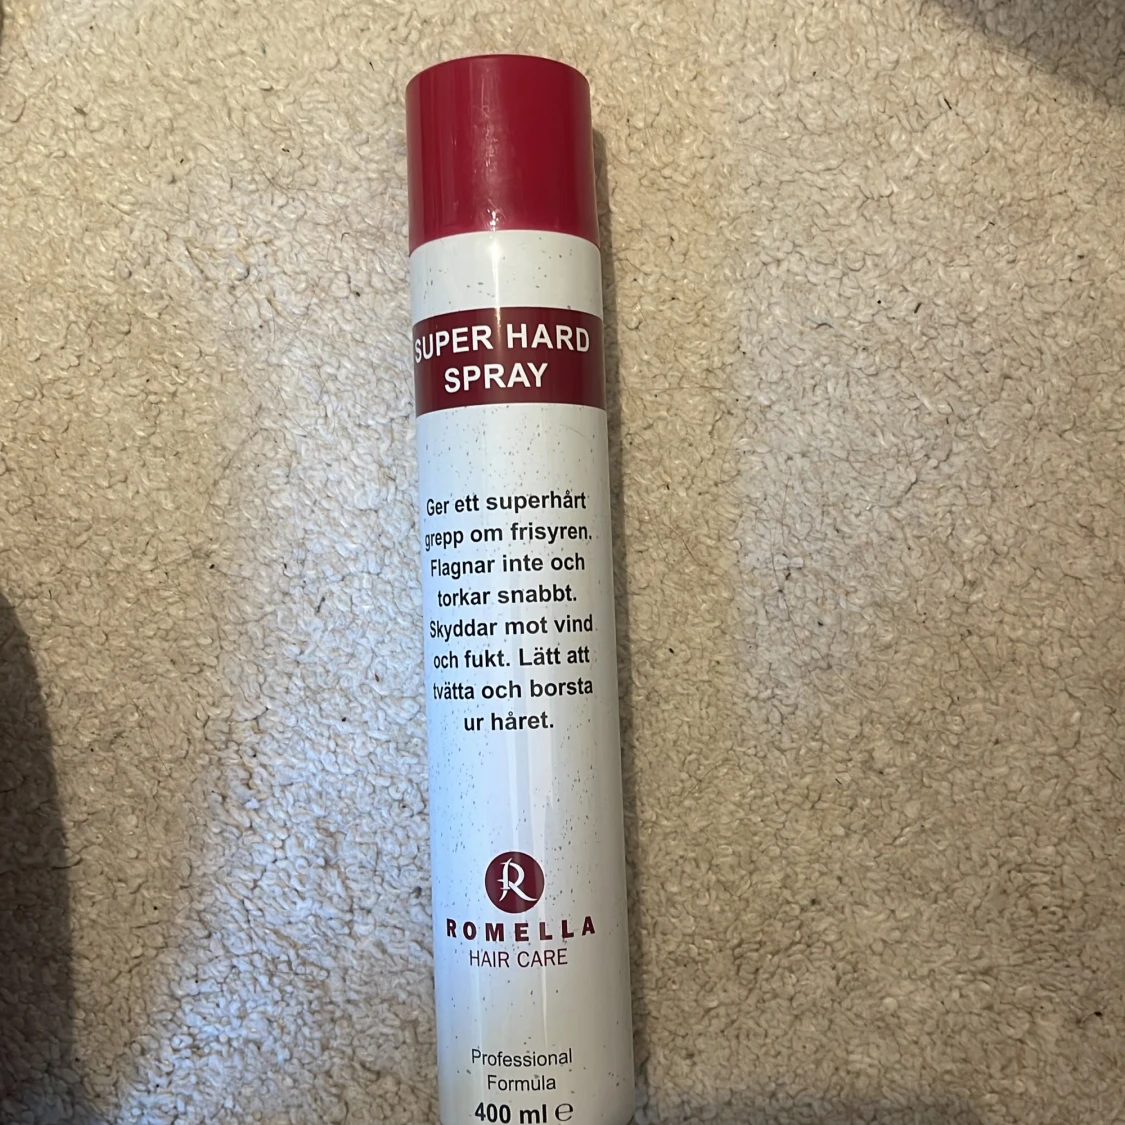 SUPER HARD
SPRAY
Ger ett superhårt
grepp om frisyren.
Flagnar inte och
torkar snabbt.
Skyddar mot vind
och fukt. Lätt att
tvätta och borsta
ur håret.
R
ROMELLA
HAIR CARE
Professional
Formula
400 ml ℮